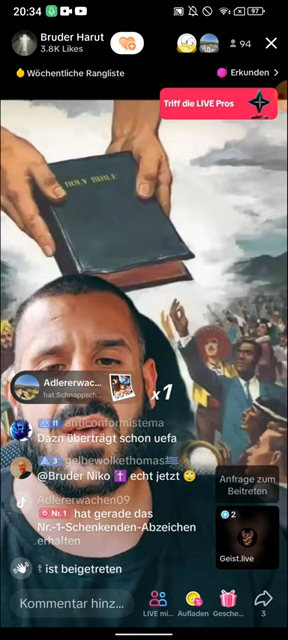 20:34
97
Bruder Harut
3.8K Likes
94
Wöchentliche Rangliste
Erkunden >
Triff die LIVE Pros
HOLY BIBLE
Adlererwac...
hat Schnappsch...
x1
11 anticonformistema
Dazn überträgt schon uefa
3 gelbewolkethomas
@Bruder Niko ✝️ echt jetzt
Adlererwachen09
Nr. 1 hat gerade das
Nr.-1-Schenkenden-Abzeichen
erhalten
ist beigetreten
Anfrage zum
Beitreten
2
Geist.live
Kommentar hinz...
LIVE mi...
Aufladen
Gesche...
3